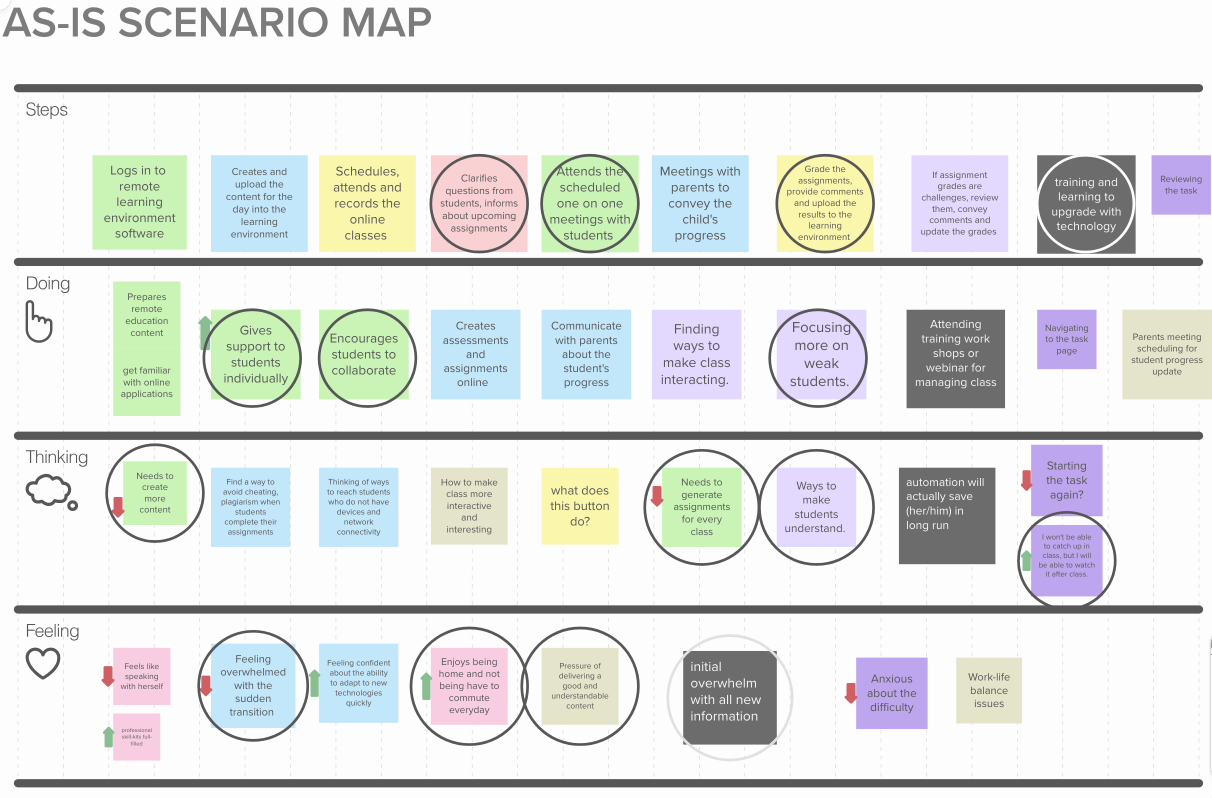 AS-IS SCENARIO MAP
Steps
Logs in to
remote
learning
environment
software
Creates and
upload the
content for the
day into the
learning
environment
Schedules,
attends and
records the
online
classes
Clarifies
questions from
students, informs
about upcoming
assignments
Attends the
scheduled
one on one
meetings with
students
Meetings with
parents to
convey the
child's
progress
Grade the
assignments,
provide comments
and upload the
results to the
learning
environment
If assignment
grades are
challenges, review
them, convey
comments and
update the grades
training and
learning to
upgrade with
technology
Reviewing
the task
Doing
Prepares
remote
education
content
get familiar
with online
applications
Gives
support to
students
individually
Encourages
students to
collaborate
Creates
assessments
and
assignments
online
Communicate
with parents
about the
student's
progress
Finding
ways to
make class
interacting.
Focusing
more on
weak
students.
Attending
training work
shops or
webinar for
managing class
Navigating
to the task
page
Parents meeting
scheduling for
student progress
update
Thinking
Needs to
create
more
content
Find a way to
avoid cheating,
plagiarism when
students
complete their
assignments
Thinking of ways
to reach students
who do not have
devices and
network
connectivity
How to make
class more
interactive
and
interesting
what does
this button
do?
Needs to
generate
assignments
for every
class
Ways to
make
students
understand.
automation will
actually save
(her/him) in
long run
Starting
the task
again?
I won't be able
to catch up in
class, but I will
be able to watch
it after class.
Feeling
Feels like
speaking
with herself
professional
skill-kits full-
filled
Feeling
overwhelmed
with the
sudden
transition
Feeling confident
about the ability
to adapt to new
technologies
quickly
Enjoys being
home and not
being have to
commute
everyday
Pressure of
delivering a
good and
understandable
content
initial
overwhelm
with all new
information
Anxious
about the
difficulty
Work-life
balance
issues